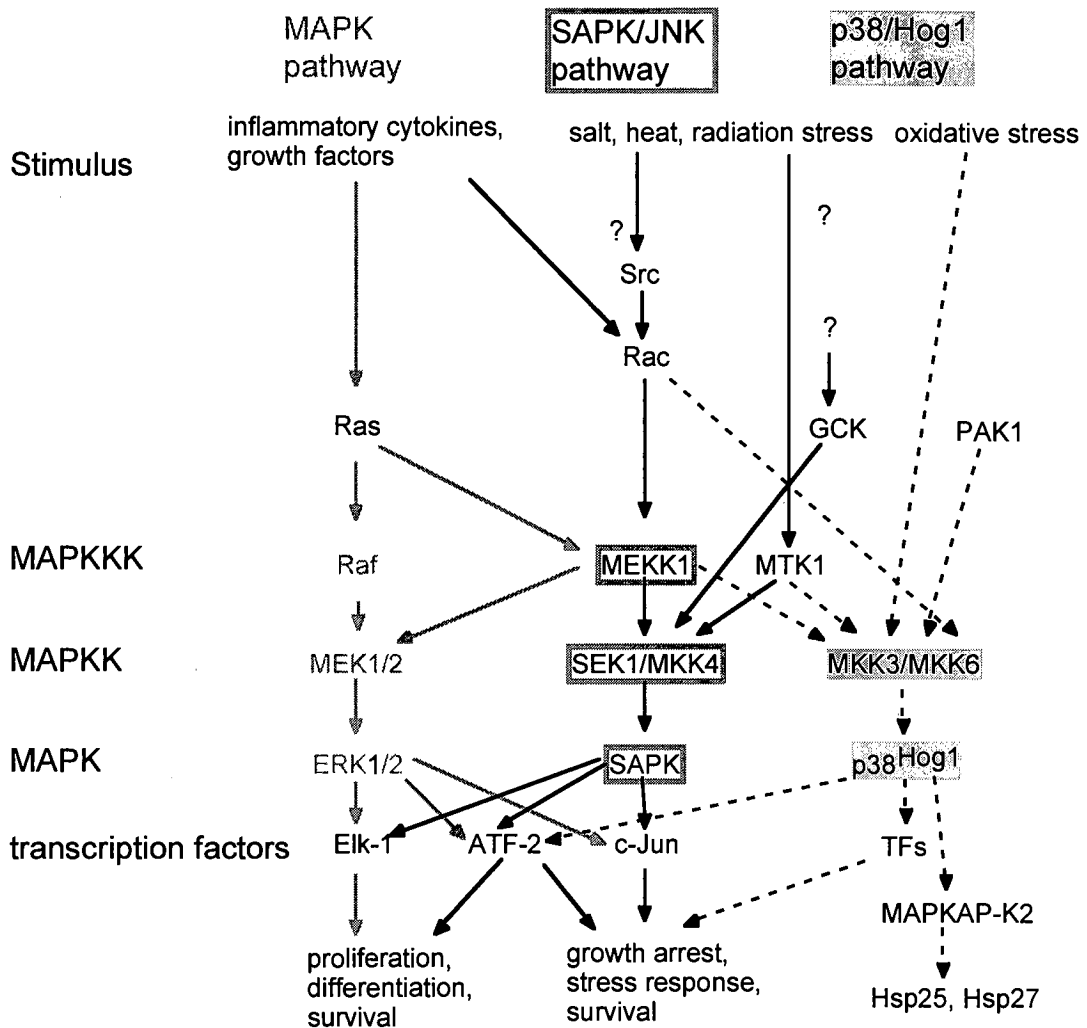 MAPK
pathway
SAPK/JNK
pathway
p38/Hog1
pathway
Stimulus
inflammatory cytokines,
growth factors
salt, heat, radiation stress
oxidative stress
?
?
Src
?
Rac
Ras
GCK
PAK1
MAPKKK
Raf
MEKK1
MTK1
MAPKK
MEK1/2
SEK1/MKK4
MKK3/MKK6
MAPK
ERK1/2
SAPK
p38Hog1
transcription factors
Elk-1
ATF-2
c-Jun
TFs
MAPKAP-K2
proliferation,
differentiation,
survival
growth arrest,
stress response,
survival
Hsp25, Hsp27